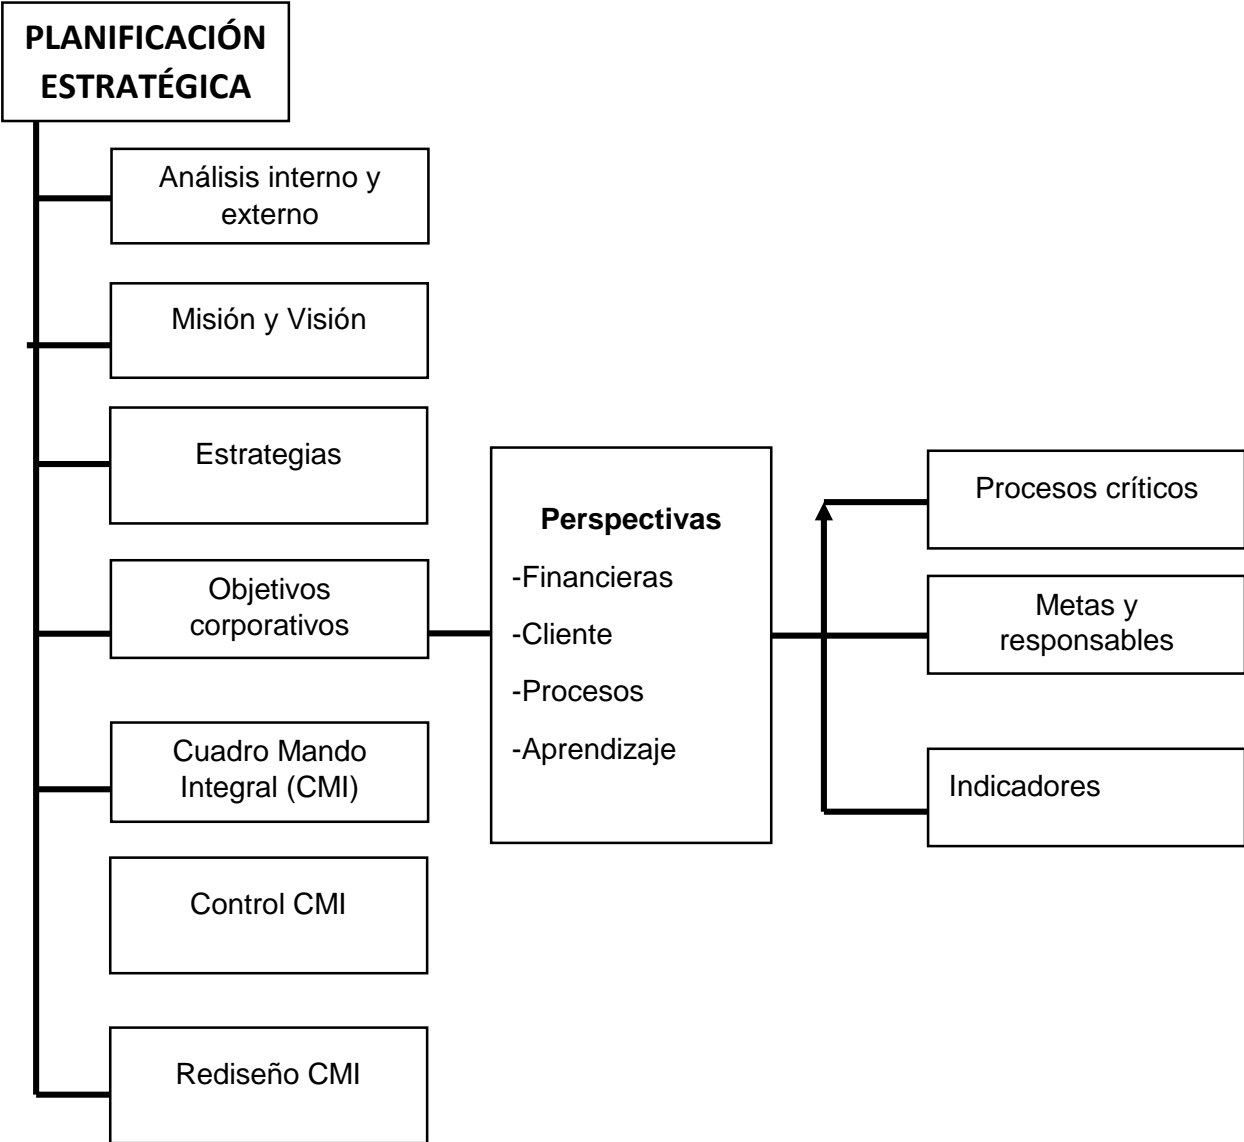 PLANIFICACIÓN
ESTRATÉGICA
Análisis interno y
externo
Misión y Visión
Estrategias
Objetivos
corporativos
Cuadro Mando
Integral (CMI)
Control CMI
Rediseño CMI
Perspectivas
-Financieras
-Cliente
-Procesos
-Aprendizaje
Procesos críticos
Metas y
responsables
Indicadores